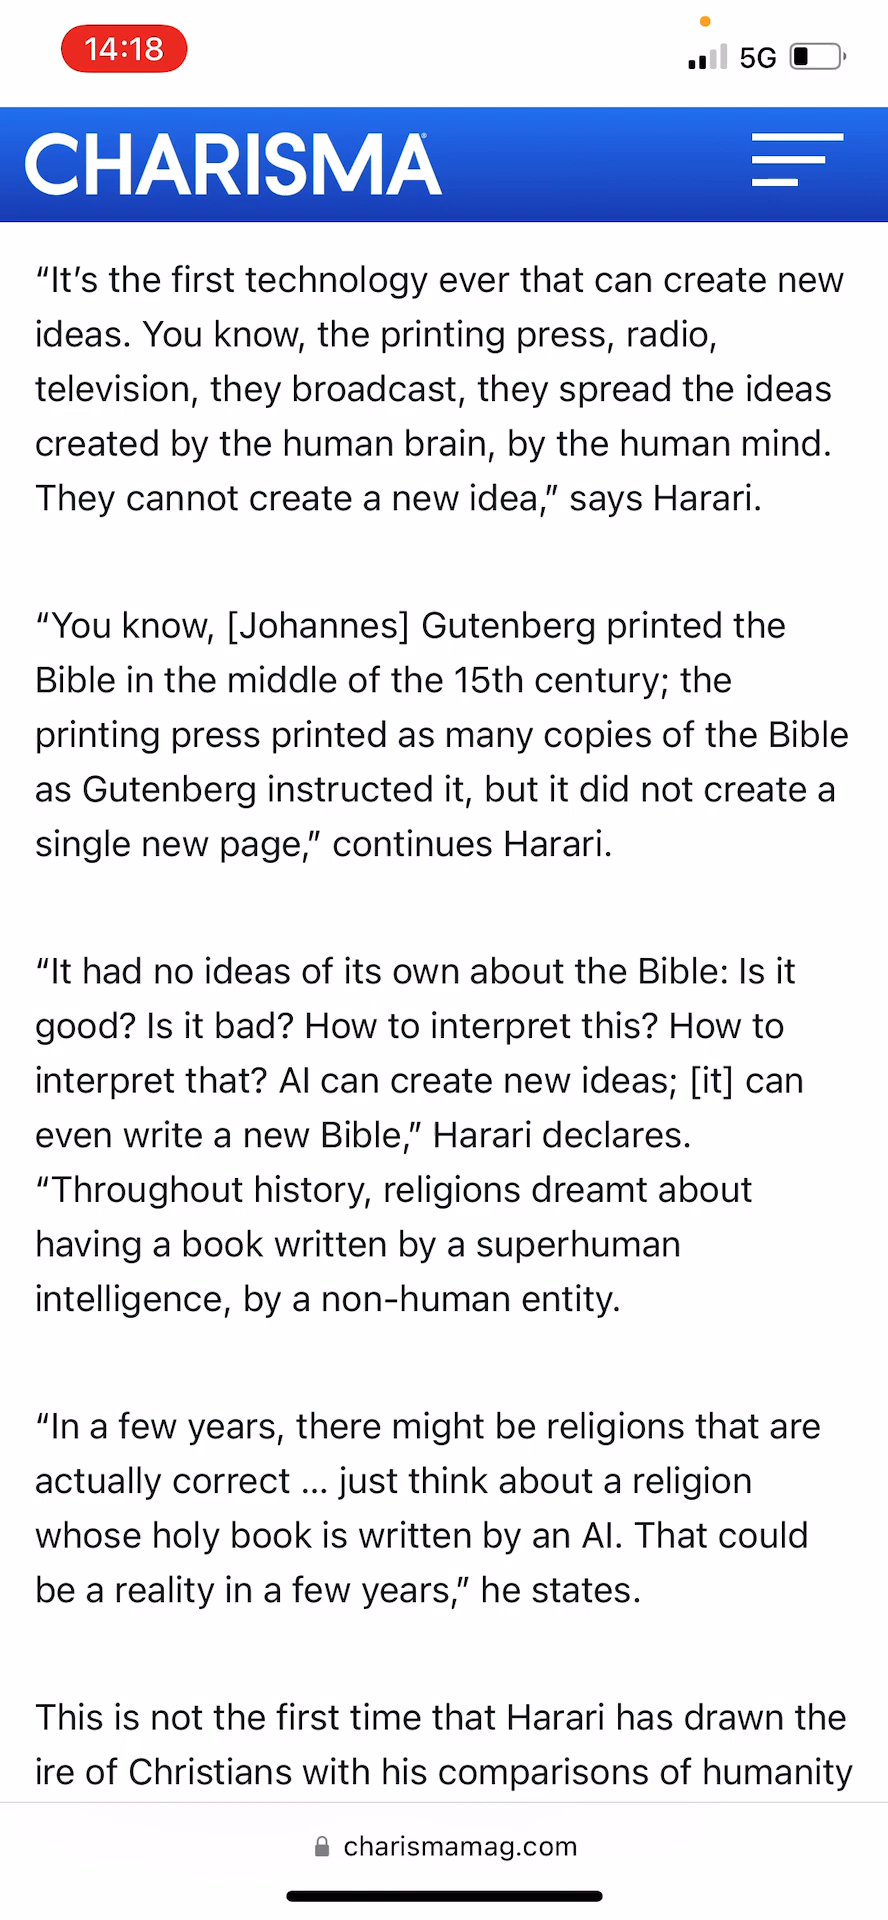 14:18
5G
CHARISMA
“It’s the first technology ever that can create new
ideas. You know, the printing press, radio,
television, they broadcast, they spread the ideas
created by the human brain, by the human mind.
They cannot create a new idea,” says Harari.
“You know, [Johannes] Gutenberg printed the
Bible in the middle of the 15th century; the
printing press printed as many copies of the Bible
as Gutenberg instructed it, but it did not create a
single new page,” continues Harari.
“It had no ideas of its own about the Bible: Is it
good? Is it bad? How to interpret this? How to
interpret that? AI can create new ideas; [it] can
even write a new Bible,” Harari declares.
“Throughout history, religions dreamt about
having a book written by a superhuman
intelligence, by a non-human entity.
“In a few years, there might be religions that are
actually correct ... just think about a religion
whose holy book is written by an AI. That could
be a reality in a few years,” he states.
This is not the first time that Harari has drawn the
ire of Christians with his comparisons of humanity
charismamag.com